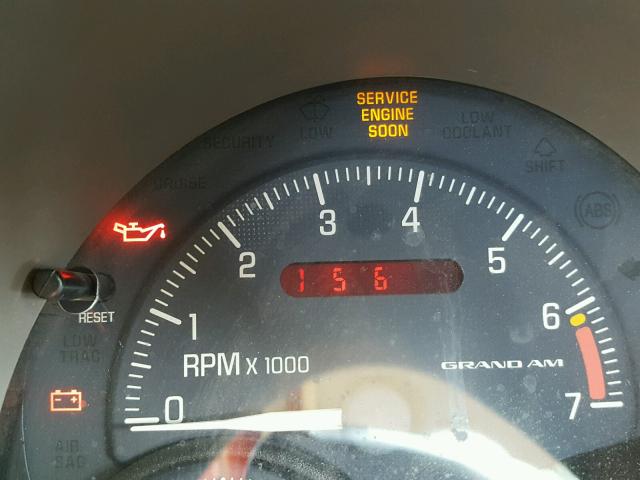 SERVICE
ENGINE
SOON
LOW
LOW
COOLANT
SECURITY
SHIFT
CRUISE
ABS
3 4
2 5
1 5 6
RESET
1 6
LOW
TRAC
RPM X 1000
GRAND AM
0 7
AIR
BAG